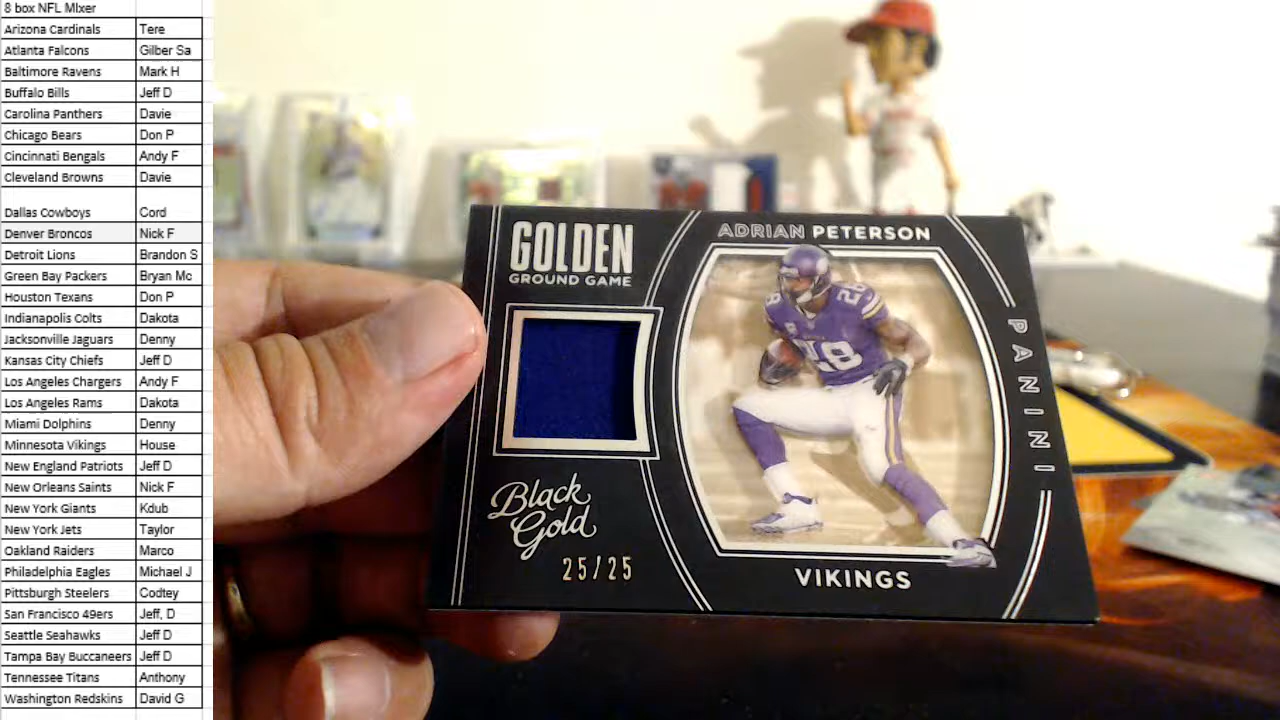 8 box NFL MIxer
Arizona Cardinals Tere
Atlanta Falcons Gilber Sa
Baltimore Ravens Mark H
Buffalo Bills Jeff D
Carolina Panthers Davie
Chicago Bears Don P
Cincinnati Bengals Andy F
Cleveland Browns Davie
Dallas Cowboys Cord
Denver Broncos Nick F
Detroit Lions Brandon S
Green Bay Packers Bryan Mc
Houston Texans Don P
Indianapolis Colts Dakota
Jacksonville Jaguars Denny
Kansas City Chiefs Jeff D
Los Angeles Chargers Andy F
Los Angeles Rams Dakota
Miami Dolphins Denny
Minnesota Vikings House
New England Patriots Jeff D
New Orleans Saints Nick F
New York Giants Kdub
New York Jets Taylor
Oakland Raiders Marco
Philadelphia Eagles Michael J
Pittsburgh Steelers Codtey
San Francisco 49ers Jeff, D
Seattle Seahawks Jeff D
Tampa Bay Buccaneers Jeff D
Tennessee Titans Anthony
Washington Redskins David G
GOLDEN
GROUND GAME
ADRIAN PETERSON
28
28
PANINI
Black
Gold
25/25
VIKINGS